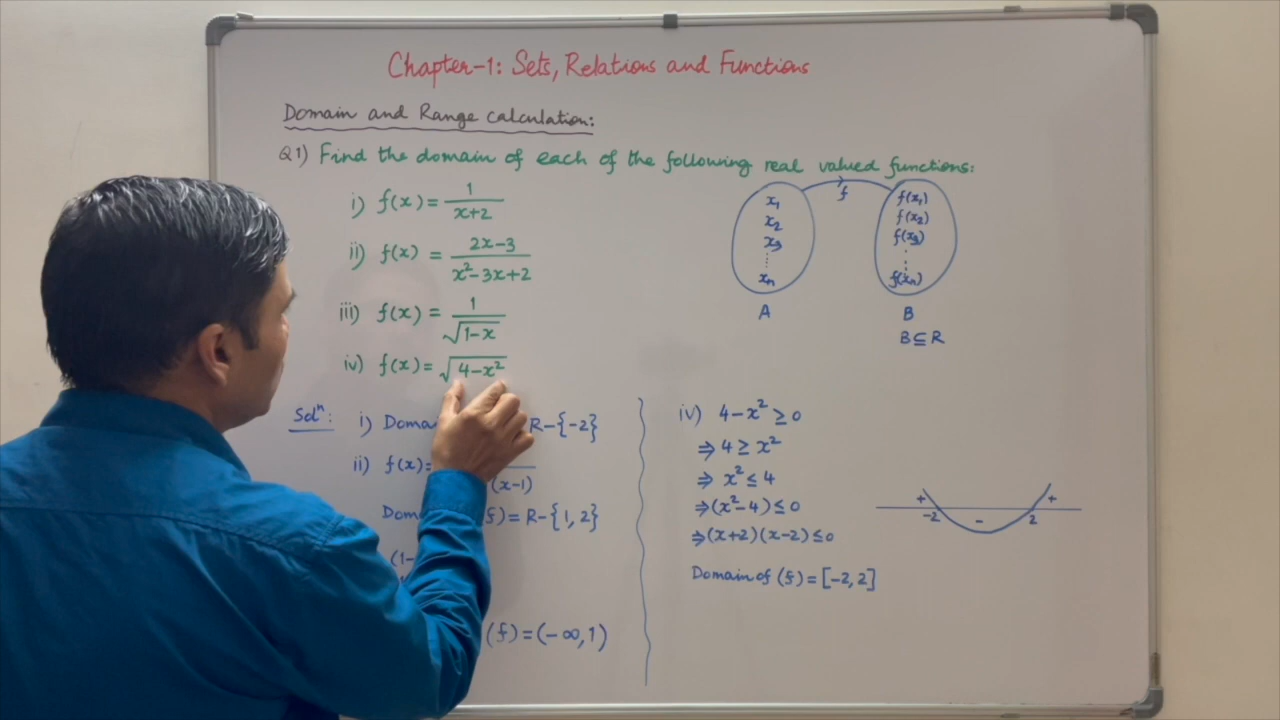 Chapter-1: Sets, Relations and Functions
Domain and Range calculation:
Q1) Find the domain of each of the following real valued functions:
i) f(x) = 1/(x+2)
ii) f(x) = (2x-3)/(x²-3x+2)
iii) f(x) = 1/√(1-x)
iv) f(x) = √(4-x²)
f
x₁
x₂
x₃
⋮
xₙ
A
f(x₁)
f(x₂)
f(x₃)
⋮
f(xₙ)
B
B ⊆ R
Solⁿ:
i) R-{-2}
ii) f(x)=
(x-1)
(f) = R-{1, 2}
(1-
(f) = (-∞, 1)
iv) 4-x² ≥ 0
⇒ 4 ≥ x²
⇒ x² ≤ 4
⇒ (x²-4) ≤ 0
⇒ (x+2)(x-2) ≤ 0
Domain of (f) = [-2, 2]
+ - +
-2 2